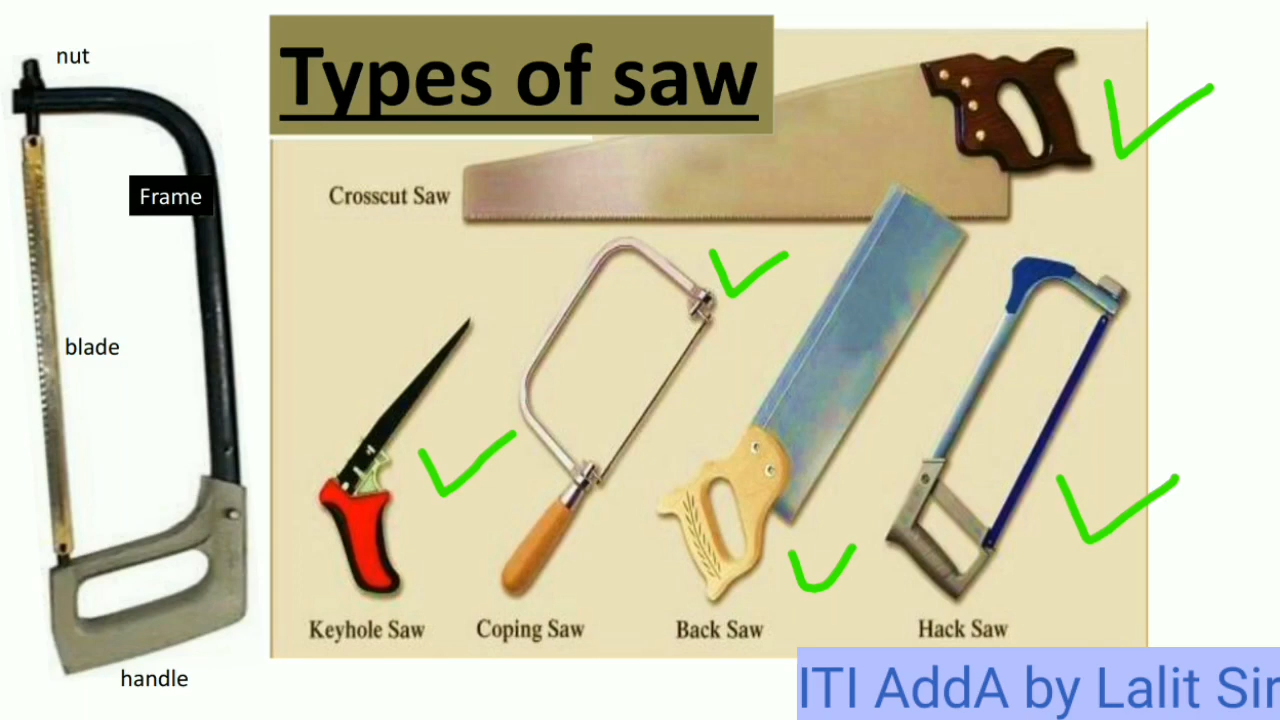 nut
Types of saw
Frame
Crosscut Saw
blade
Keyhole Saw
Coping Saw
Back Saw
Hack Saw
handle
ITI AddA by Lalit Sir